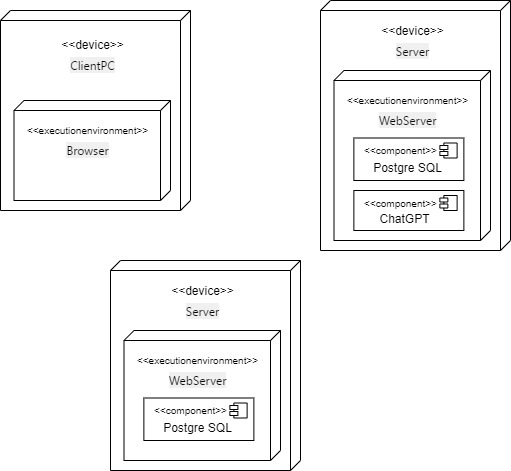 <<device>>
ClientPC
<<executionenvironment>>
Browser
<<device>>
Server
<<executionenvironment>>
WebServer
<<component>>
Postgre SQL
<<component>>
ChatGPT
<<device>>
Server
<<executionenvironment>>
WebServer
<<component>>
Postgre SQL